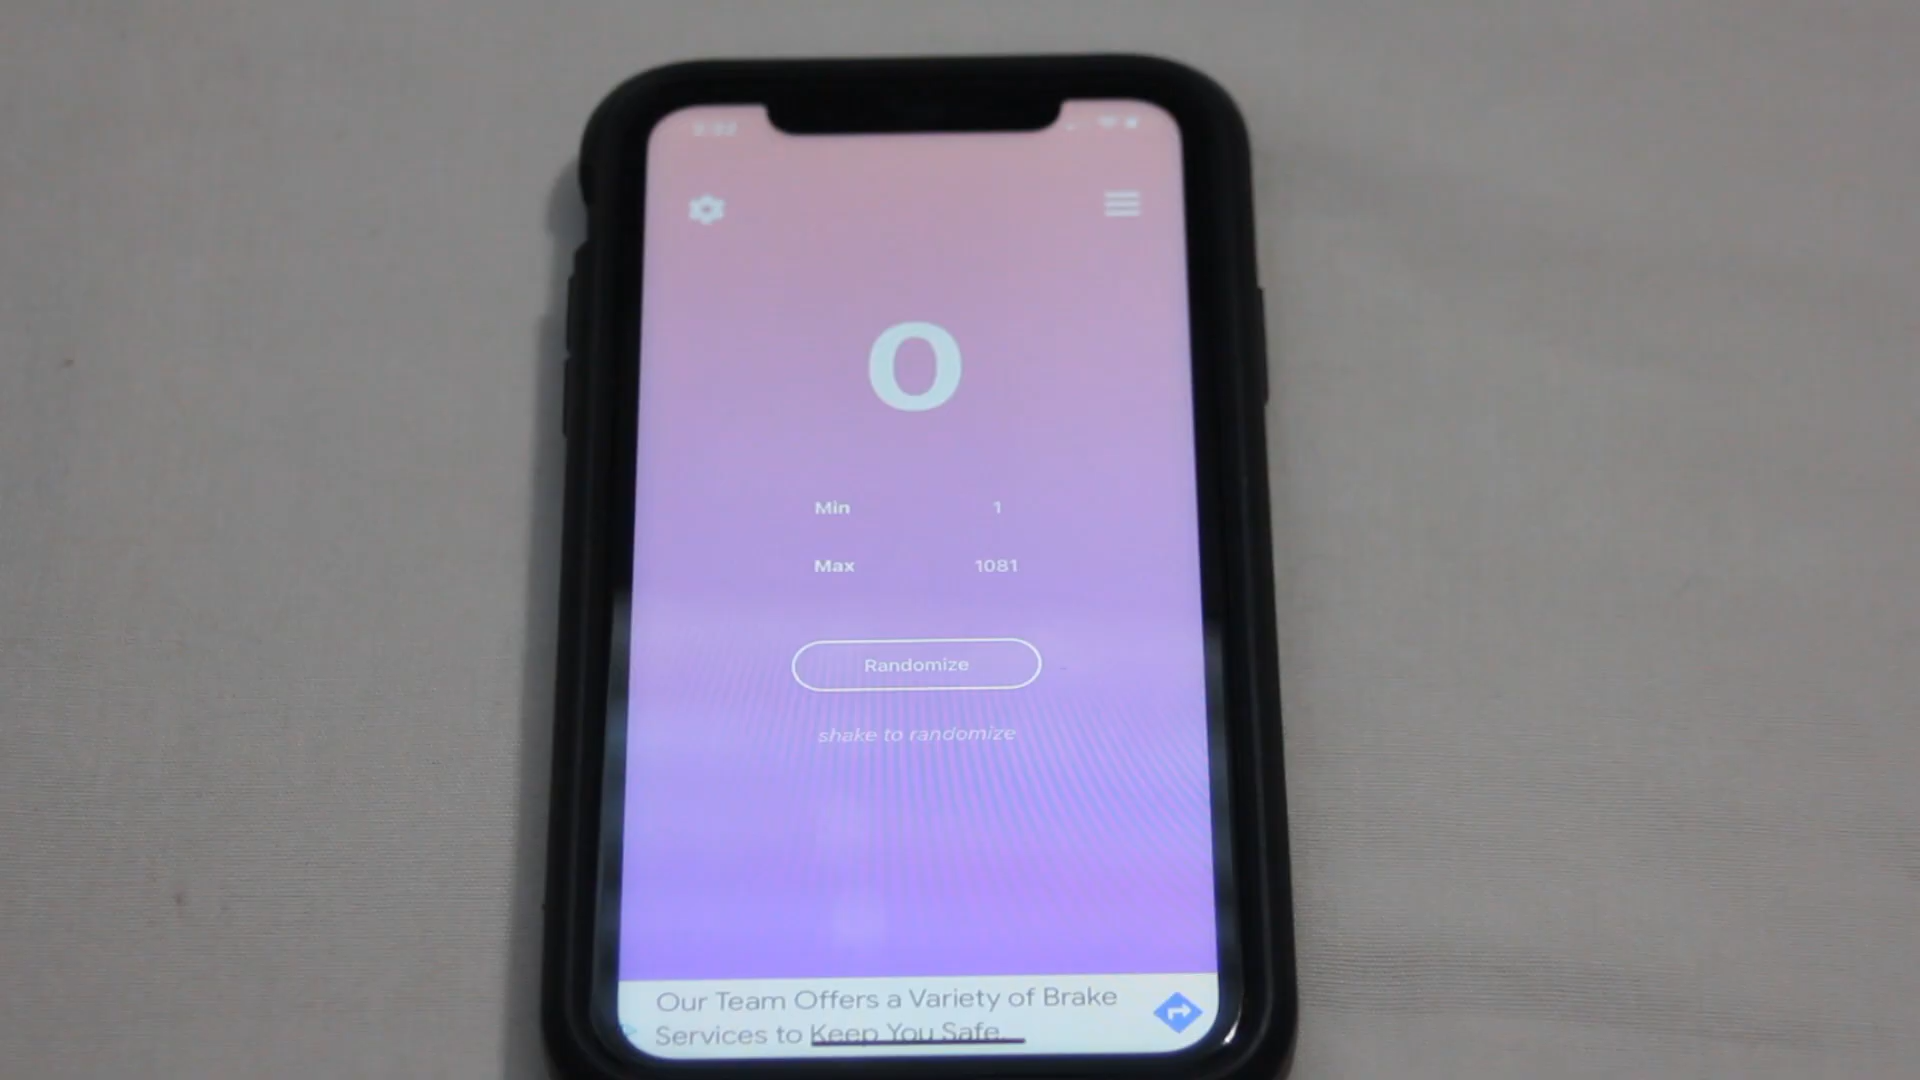 0
Min 1
Max 1081
Randomize
shake to randomize
Our Team Offers a Variety of Brake
Services to Keep You Safe.